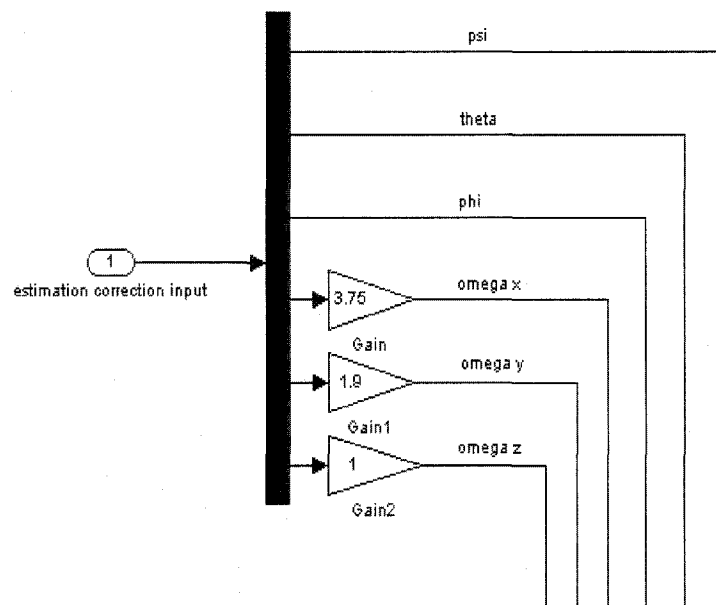 psi
theta
phi
1
estimation correction input
3.75
omega x
Gain
1.9
omega y
Gain1
1
omega z
Gain2